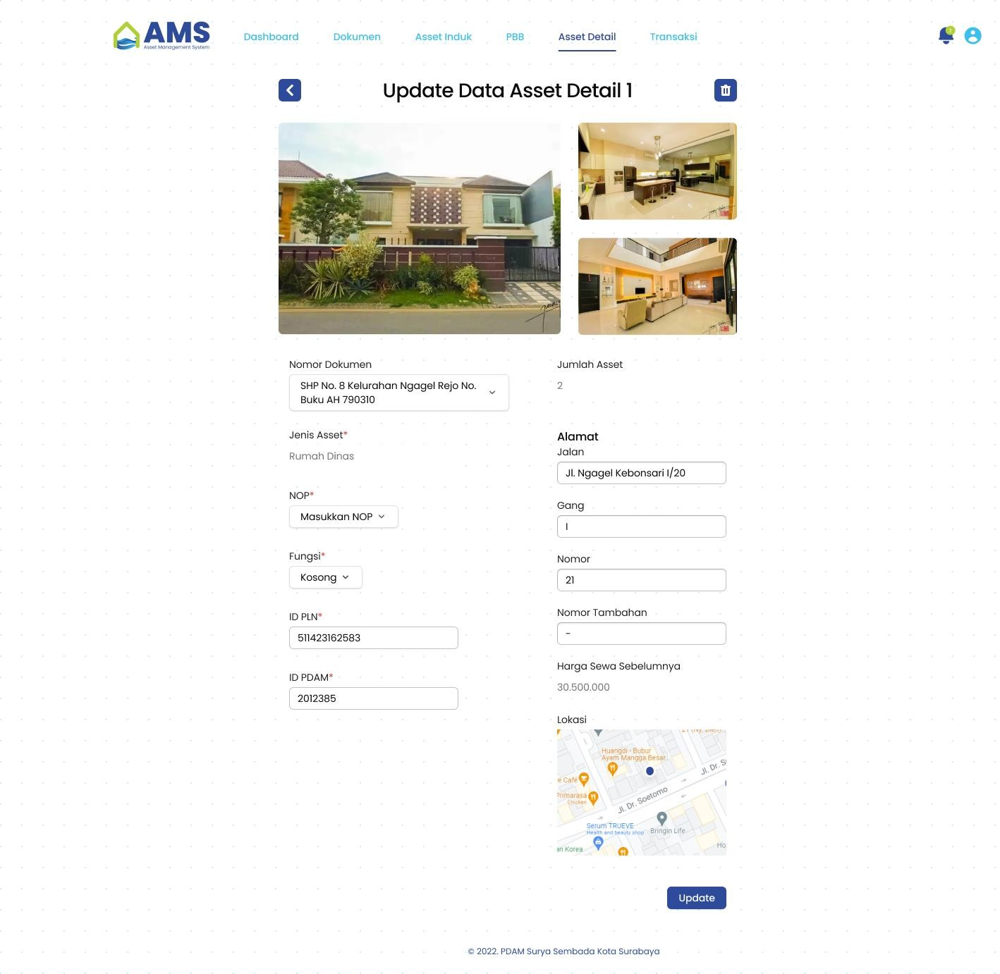 AMS
Asset Management System
Dashboard
Dokumen
Asset Induk
PBB
Asset Detail
Transaksi
2
Update Data Asset Detail 1
Nomor Dokumen
SHP No. 8 Kelurahan Ngagel Rejo No.
Buku AH 790310
Jumlah Asset
2
Jenis Asset*
Rumah Dinas
NOP*
Masukkan NOP
Fungsi*
Kosong
ID PLN*
511423162583
ID PDAM*
2012385
Alamat
Jalan
Jl. Ngagel Kebonsari I/20
Gang
I
Nomor
21
Nomor Tambahan
-
Harga Sewa Sebelumnya
30.500.000
Lokasi
21 (Ny. Dien)
Huangdi - Bubur
Ayam Mangga Besar
Jl. Dr. S
e Café
Primarasa
Chicken
Jl. Dr. Soetomo
Serum TRUEVE
Health and beauty shop
Bringin Life
an Korea
Ho
Update
© 2022. PDAM Surya Sembada Kota Surabaya